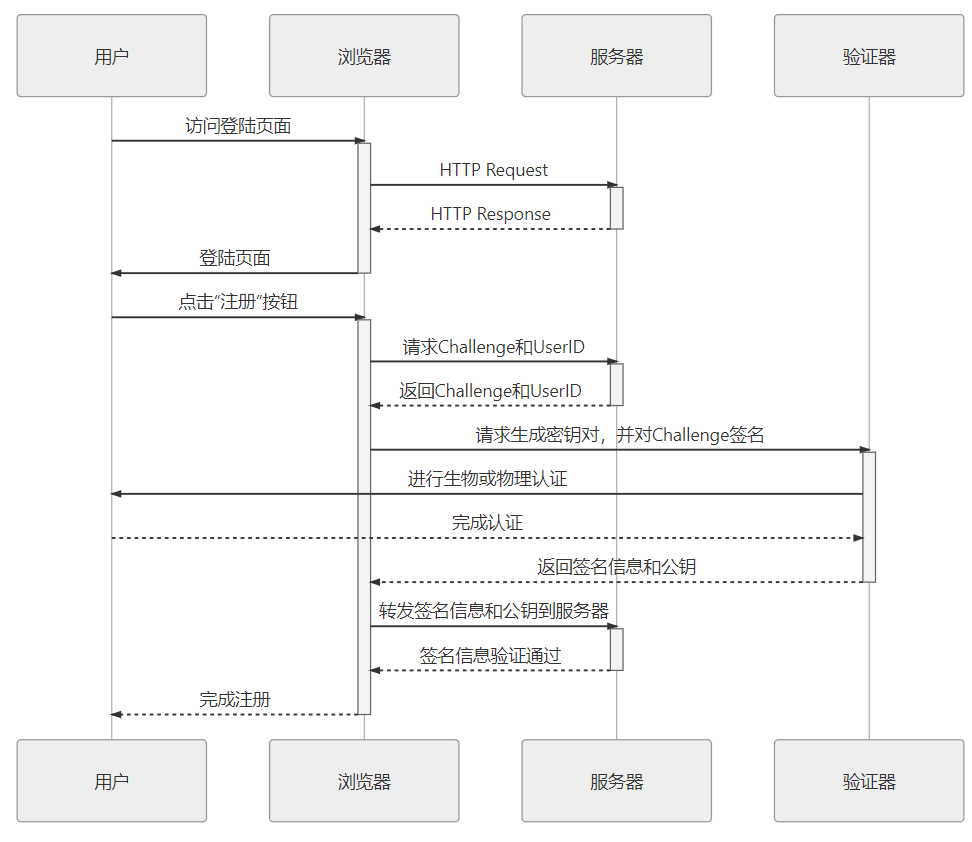 用户
浏览器
服务器
验证器
访问登陆页面
HTTP Request
HTTP Response
登陆页面
点击“注册”按钮
请求Challenge和UserID
返回Challenge和UserID
请求生成密钥对，并对Challenge签名
进行生物或物理认证
完成认证
返回签名信息和公钥
转发签名信息和公钥到服务器
签名信息验证通过
完成注册
用户
浏览器
服务器
验证器